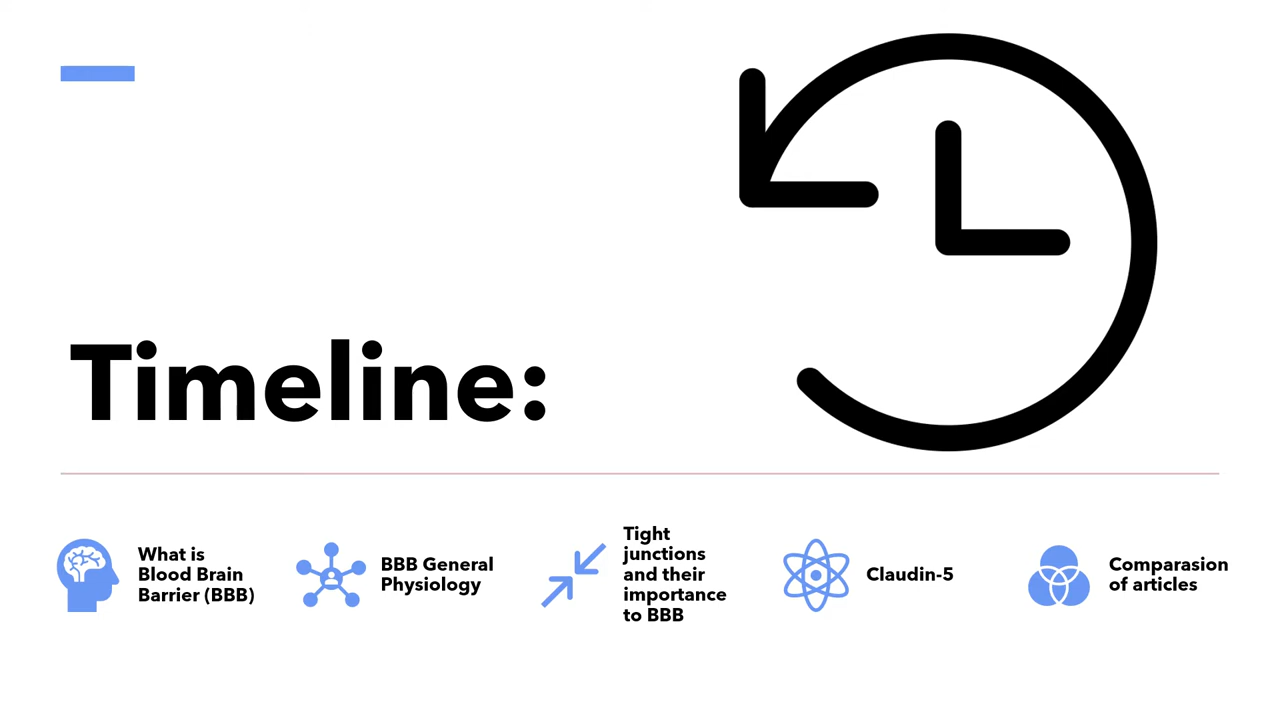 Timeline:
What is
Blood Brain
Barrier (BBB)
BBB General
Physiology
Tight
junctions
and their
importance
to BBB
Claudin-5
Comparasion
of articles